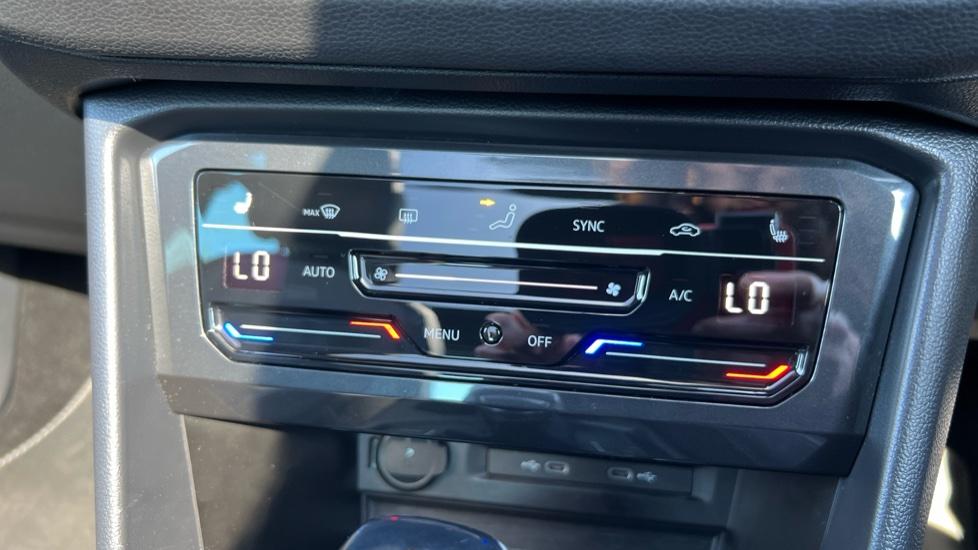 MAX
SYNC
LO AUTO A/C LO
MENU OFF